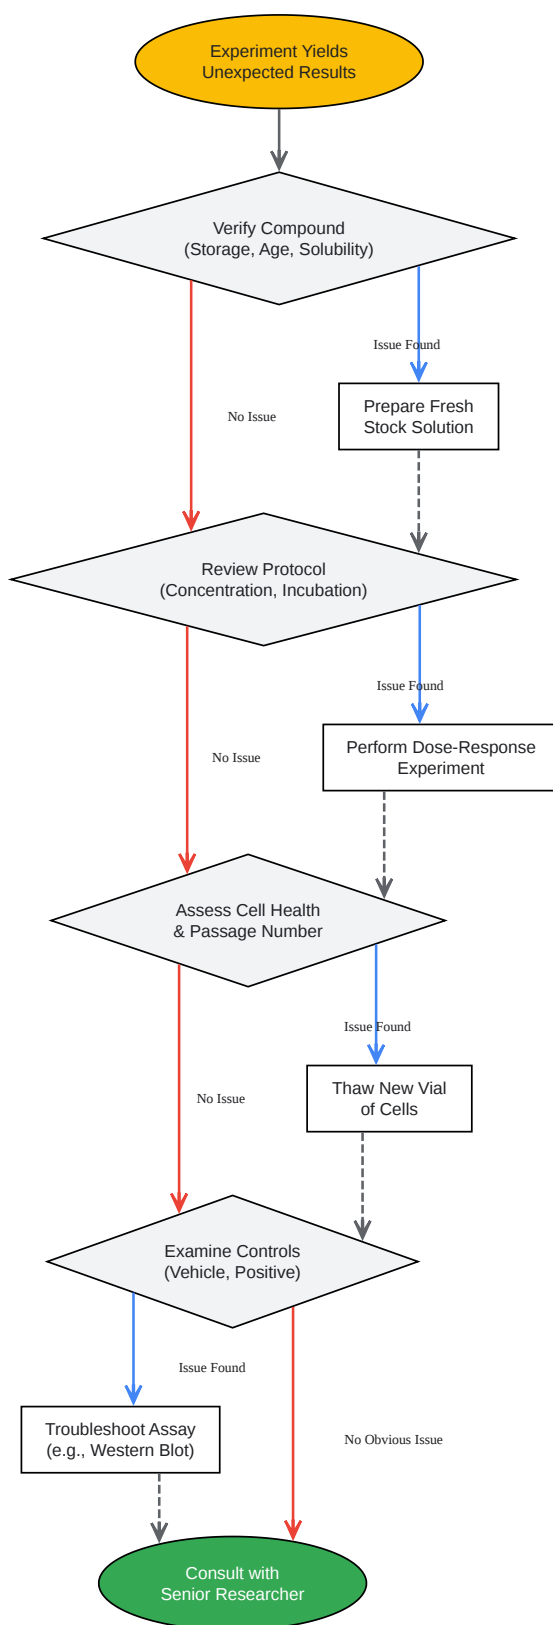 Experiment Yields
Unexpected Results
Verify Compound
(Storage, Age, Solubility)
Issue Found
Prepare Fresh
Stock Solution
No Issue
Review Protocol
(Concentration, Incubation)
Issue Found
Perform Dose-Response
Experiment
No Issue
Assess Cell Health
& Passage Number
Issue Found
Thaw New Vial
of Cells
No Issue
Examine Controls
(Vehicle, Positive)
Issue Found
Troubleshoot Assay
(e.g., Western Blot)
No Obvious Issue
Consult with
Senior Researcher